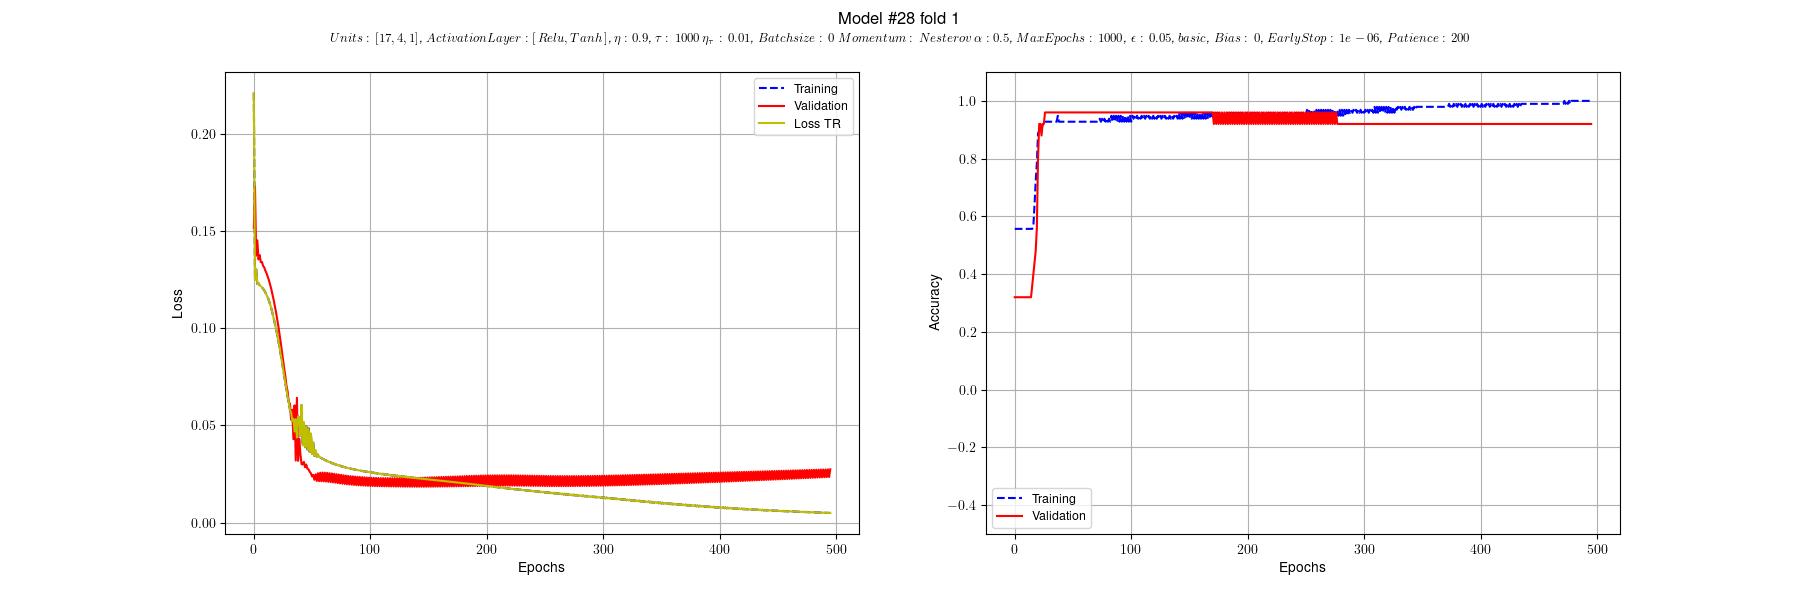 Model #28 fold 1
Units : [17, 4, 1], ActivationLayer : [Relu, Tanh], η : 0.9, τ : 1000 η_τ : 0.01, Batchsize : 0 Momentum : Nesterov α : 0.5, MaxEpochs : 1000, ϵ : 0.05, basic, Bias : 0, EarlyStop : 1e − 06, Patience : 200
Training
Validation
Loss TR
0.20
0.15
0.10
0.05
0.00
Loss
0 100 200 300 400 500
Epochs
1.0
0.8
0.6
0.4
0.2
0.0
−0.2
−0.4
Accuracy
Training
Validation
0 100 200 300 400 500
Epochs